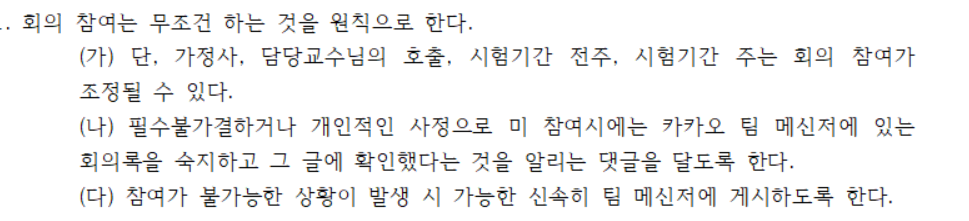 . 회의 참여는 무조건 하는 것을 원칙으로 한다.
(가) 단, 가정사, 담당교수님의 호출, 시험기간 전주, 시험기간 주는 회의 참여가
조정될 수 있다.
(나) 필수불가결하거나 개인적인 사정으로 미 참여시에는 카카오 팀 메신저에 있는
회의록을 숙지하고 그 글에 확인했다는 것을 알리는 댓글을 달도록 한다.
(다) 참여가 불가능한 상황이 발생 시 가능한 신속히 팀 메신저에 게시하도록 한다.